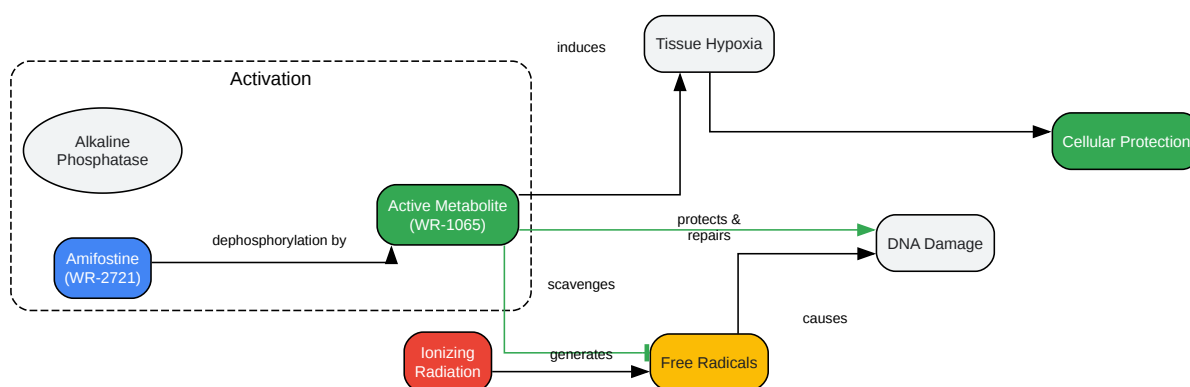 induces
Tissue Hypoxia
Activation
Alkaline
Phosphatase
Cellular Protection
Active Metabolite
(WR-1065)
protects &
repairs
DNA Damage
dephosphorylation by
Amifostine
(WR-2721)
scavenges
causes
Ionizing
Radiation
generates
Free Radicals